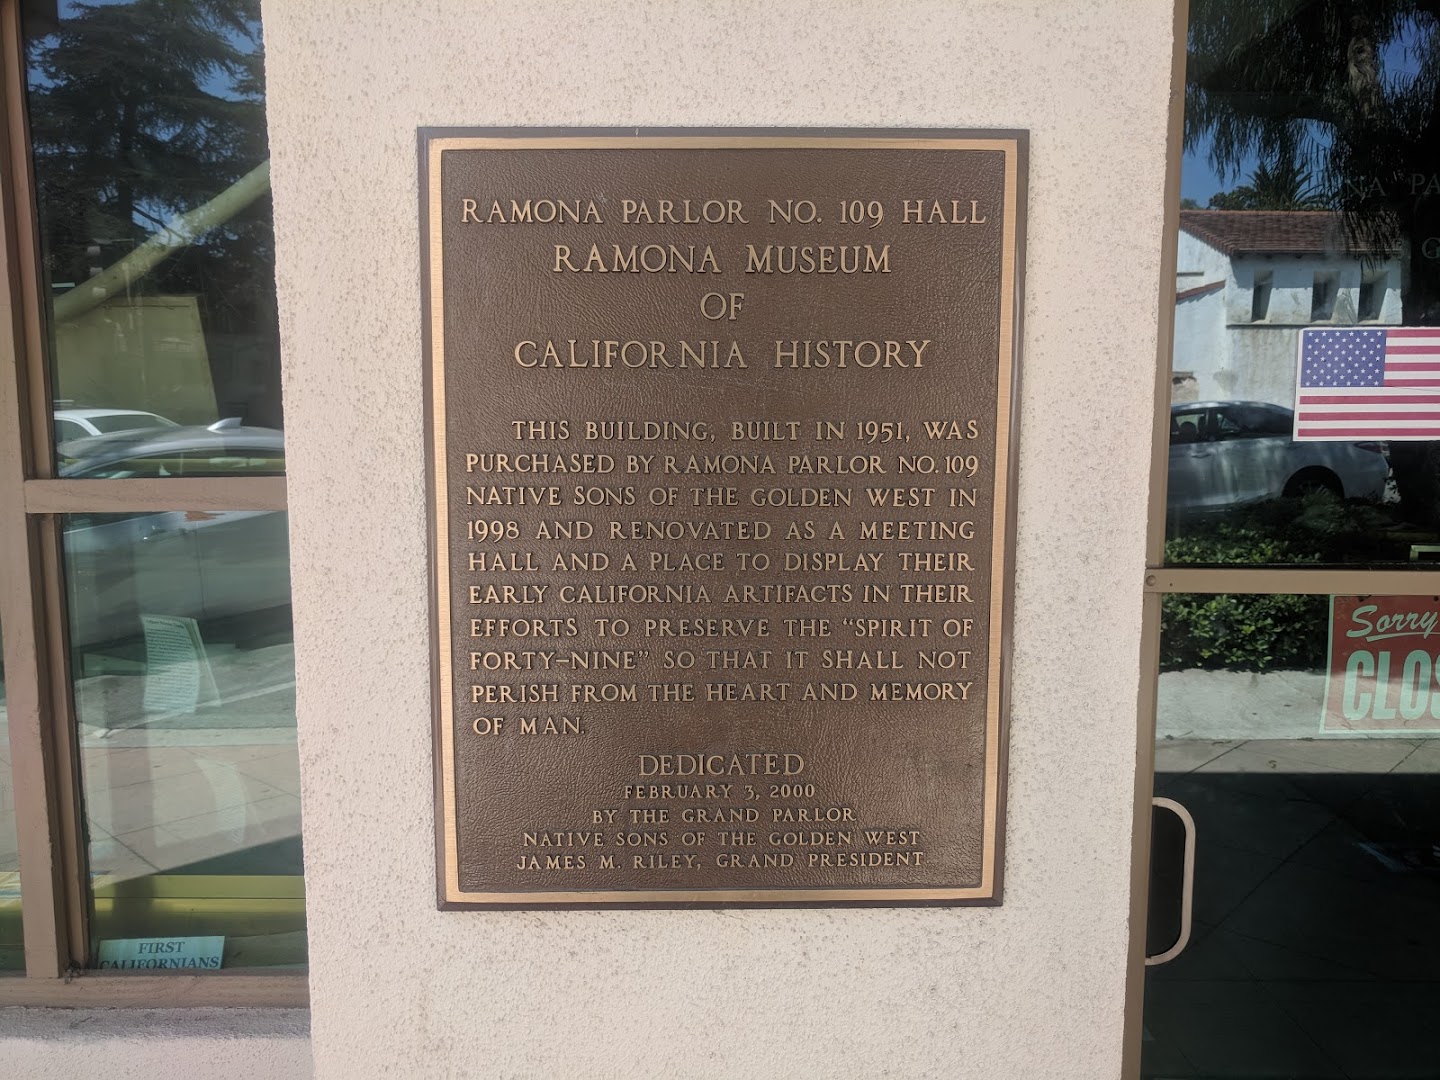 RAMONA PARLOR NO. 109 HALL
RAMONA MUSEUM
OF
CALIFORNIA HISTORY
THIS BUILDING, BUILT IN 1951, WAS
PURCHASED BY RAMONA PARLOR NO. 109
NATIVE SONS OF THE GOLDEN WEST IN
1998 AND RENOVATED AS A MEETING
HALL AND A PLACE TO DISPLAY THEIR
EARLY CALIFORNIA ARTIFACTS IN THEIR
EFFORTS TO PRESERVE THE "SPIRIT OF
FORTY-NINE" SO THAT IT SHALL NOT
PERISH FROM THE HEART AND MEMORY
OF MAN.
DEDICATED
FEBRUARY 3, 2000
BY THE GRAND PARLOR
NATIVE SONS OF THE GOLDEN WEST
JAMES M. RILEY, GRAND PRESIDENT
FIRST
CALIFORNIANS
Sorry